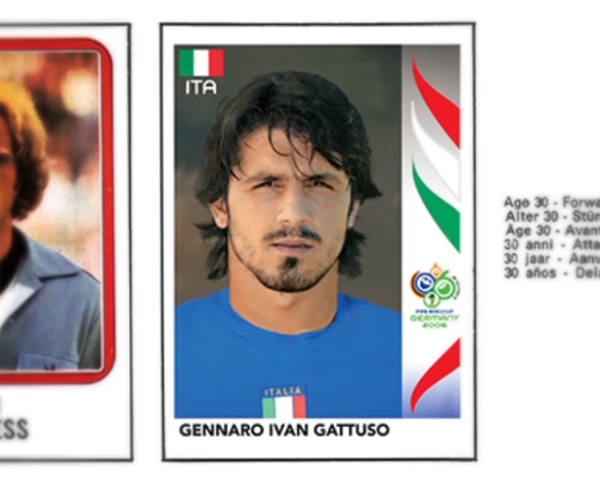 ITA
FIFA WORLD CUP
GERMANY
2006
ITALIA
GENNARO IVAN GATTUSO
ESS
Age 30 - Forwa
Alter 30 - Stür
Âge 30 - Avant
30 anni - Atta
30 jaar - Aanv
30 años - Dela